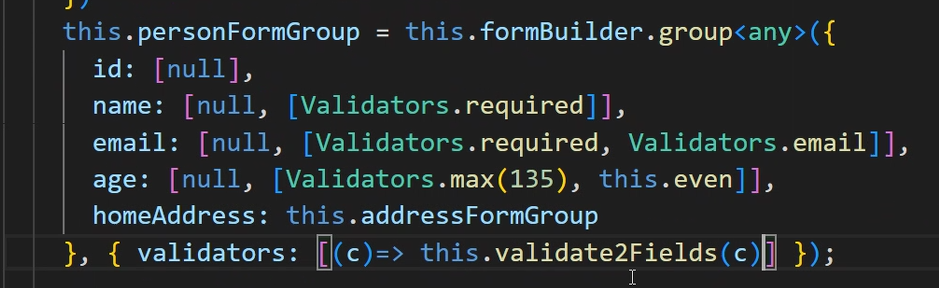 })
this.personFormGroup = this.formBuilder.group<any>({
id: [null],
name: [null, [Validators.required]],
email: [null, [Validators.required, Validators.email]],
age: [null, [Validators.max(135), this.even]],
homeAddress: this.addressFormGroup
}, { validators: [(c)=> this.validate2Fields(c)] });